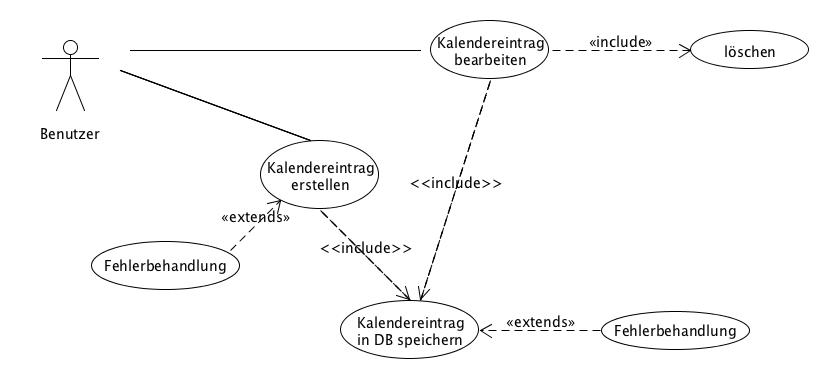 Kalendereintrag
bearbeiten
«include»
löschen
Benutzer
Kalendereintrag
erstellen
<<include>>
«extends»
<<include>>
Fehlerbehandlung
Kalendereintrag
in DB speichern
«extends»
Fehlerbehandlung